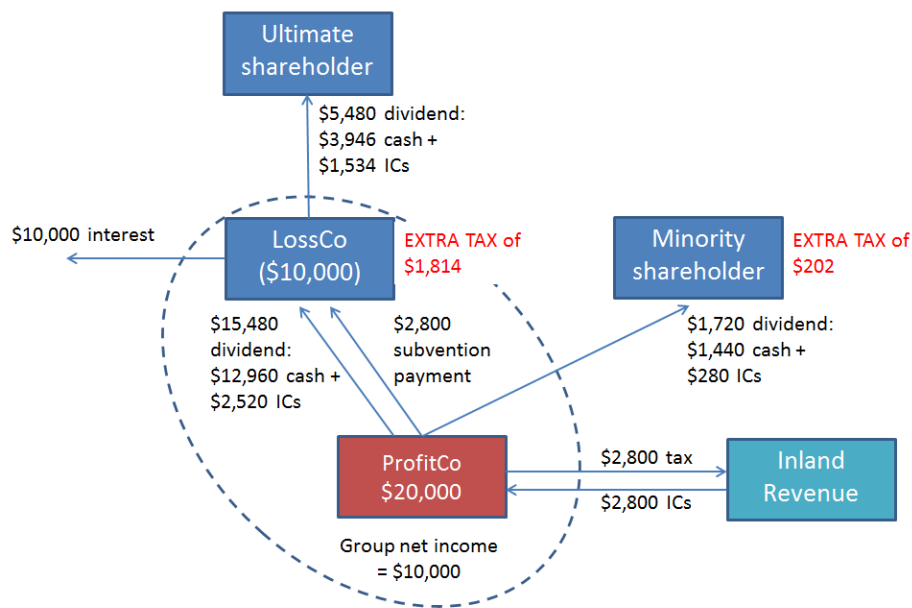 Ultimate
shareholder
$5,480 dividend:
$3,946 cash +
$1,534 ICs
$10,000 interest
LossCo
($10,000)
EXTRA TAX of
$1,814
Minority
shareholder
EXTRA TAX of
$202
$15,480
dividend:
$12,960 cash +
$2,520 ICs
$2,800
subvention
payment
$1,720 dividend:
$1,440 cash +
$280 ICs
ProfitCo
$20,000
$2,800 tax
$2,800 ICs
Inland
Revenue
Group net income
= $10,000